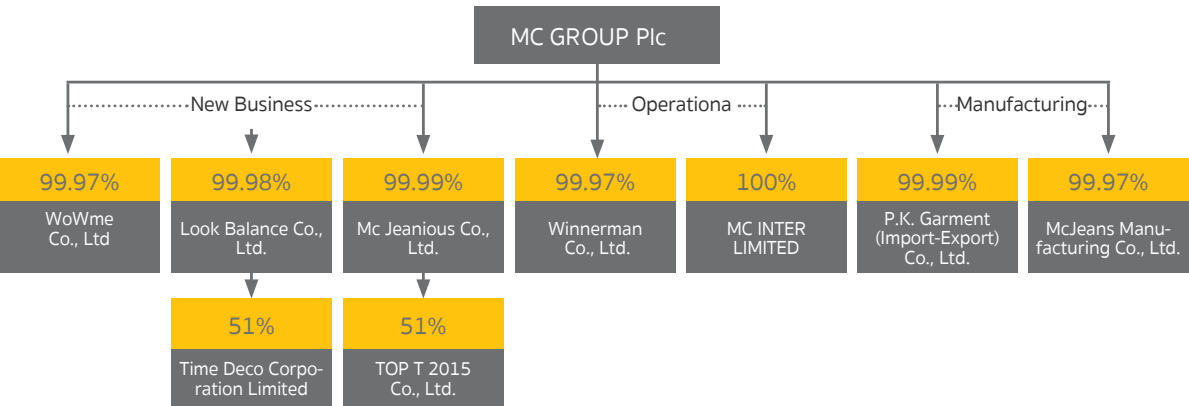 MC GROUP Plc
New Business
Operationa
Manufacturing
99.97%
WoWme
Co., Ltd
99.98%
Look Balance Co.,
Ltd.
99.99%
Mc Jeanious Co.,
Ltd.
99.97%
Winnerman
Co., Ltd.
100%
MC INTER
LIMITED
99.99%
P.K. Garment
(Import-Export)
Co., Ltd.
99.97%
McJeans Manu-
facturing Co., Ltd.
51%
Time Deco Corpo-
ration Limited
51%
TOP T 2015
Co., Ltd.